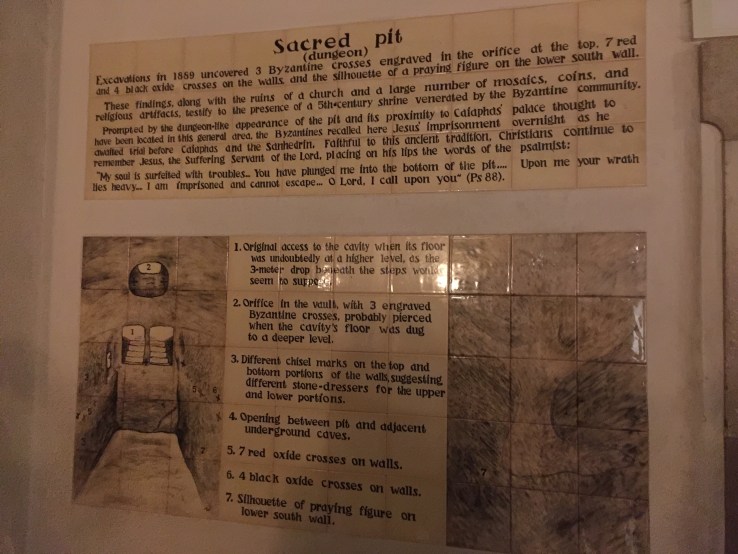 Sacred pit
(dungeon)
Excavations in 1889 uncovered 3 Byzantine crosses engraved in the orifice at the top, 7 red
and 4 black oxide crosses on the walls, and the silhouette of a praying figure on the lower south wall.
These findings, along with the ruins of a church and a large number of mosaics, coins, and
religious artifacts, testify to the presence of a 5th century shrine venerated by the Byzantine community.
Prompted by the dungeon-like appearance of the pit and its proximity to Caiaphas' palace thought to
have been located in this general area, the Byzantines recalled here Jesus' imprisonment overnight as he
awaited trial before Caiaphas and the Sanhedrin. Faithful to this ancient tradition, Christians continue to
remember Jesus, the Suffering Servant of the Lord, placing on his lips the words of the psalmist:
"My soul is surfeited with troubles... You have plunged me into the bottom of the pit.... Upon me your wrath
lies heavy... I am imprisoned and cannot escape... O Lord, I call upon you" (Ps 88).
1. Original access to the cavity when its floor
was undoubtedly at a higher level, as the
3-meter drop beneath the steps would
seem to
2. Orifice in the vault, with 3 engraved
Byzantine crosses, probably pierced
when the cavity's floor was dug
to a deeper level.
3. Different chisel marks on the top and
bottom portions of the walls, suggesting
different stone-dressers for the upper
and lower portions.
4. Opening between pit and adjacent
underground caves.
5. 7 red oxide crosses on walls.
6. 4 black oxide crosses on walls.
7. Silhouette of praying figure on
lower south wall.
2
1
7